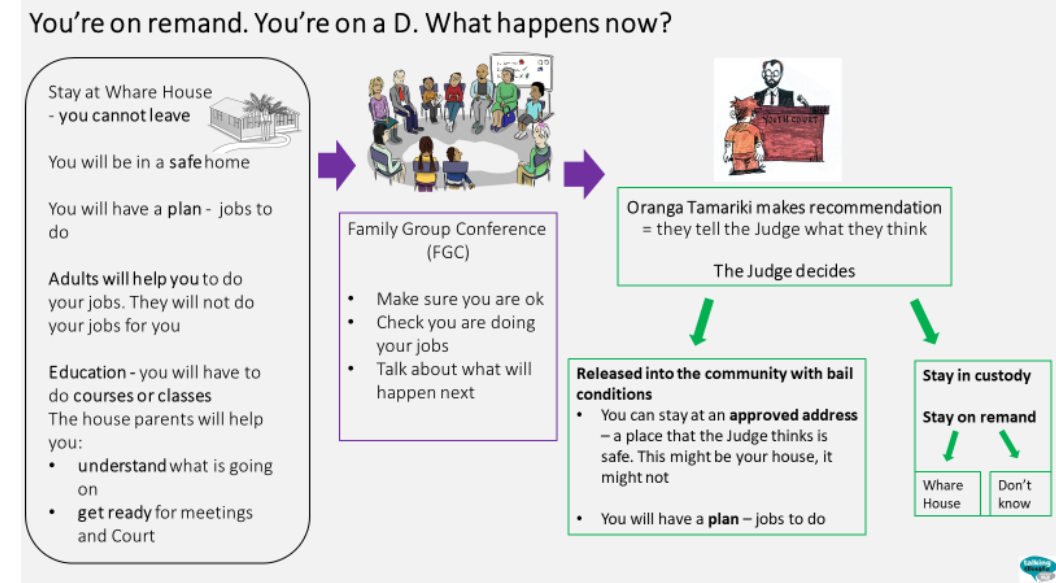 You're on remand. You're on a D. What happens now?
Stay at Whare House
- you cannot leave
You will be in a safe home
You will have a plan - jobs to
do
Adults will help you to do
your jobs. They will not do
your jobs for you
Education - you will have to
do courses or classes
The house parents will help
you:
• understand what is going
on
• get ready for meetings
and Court
Family Group Conference
(FGC)
• Make sure you are ok
• Check you are doing
your jobs
• Talk about what will
happen next
YOUTH COURT
Oranga Tamariki makes recommendation
= they tell the Judge what they think
The Judge decides
Released into the community with bail
conditions
• You can stay at an approved address
– a place that the Judge thinks is
safe. This might be your house, it
might not
• You will have a plan – jobs to do
Stay in custody
Stay on remand
Whare
House
Don't
know
talking